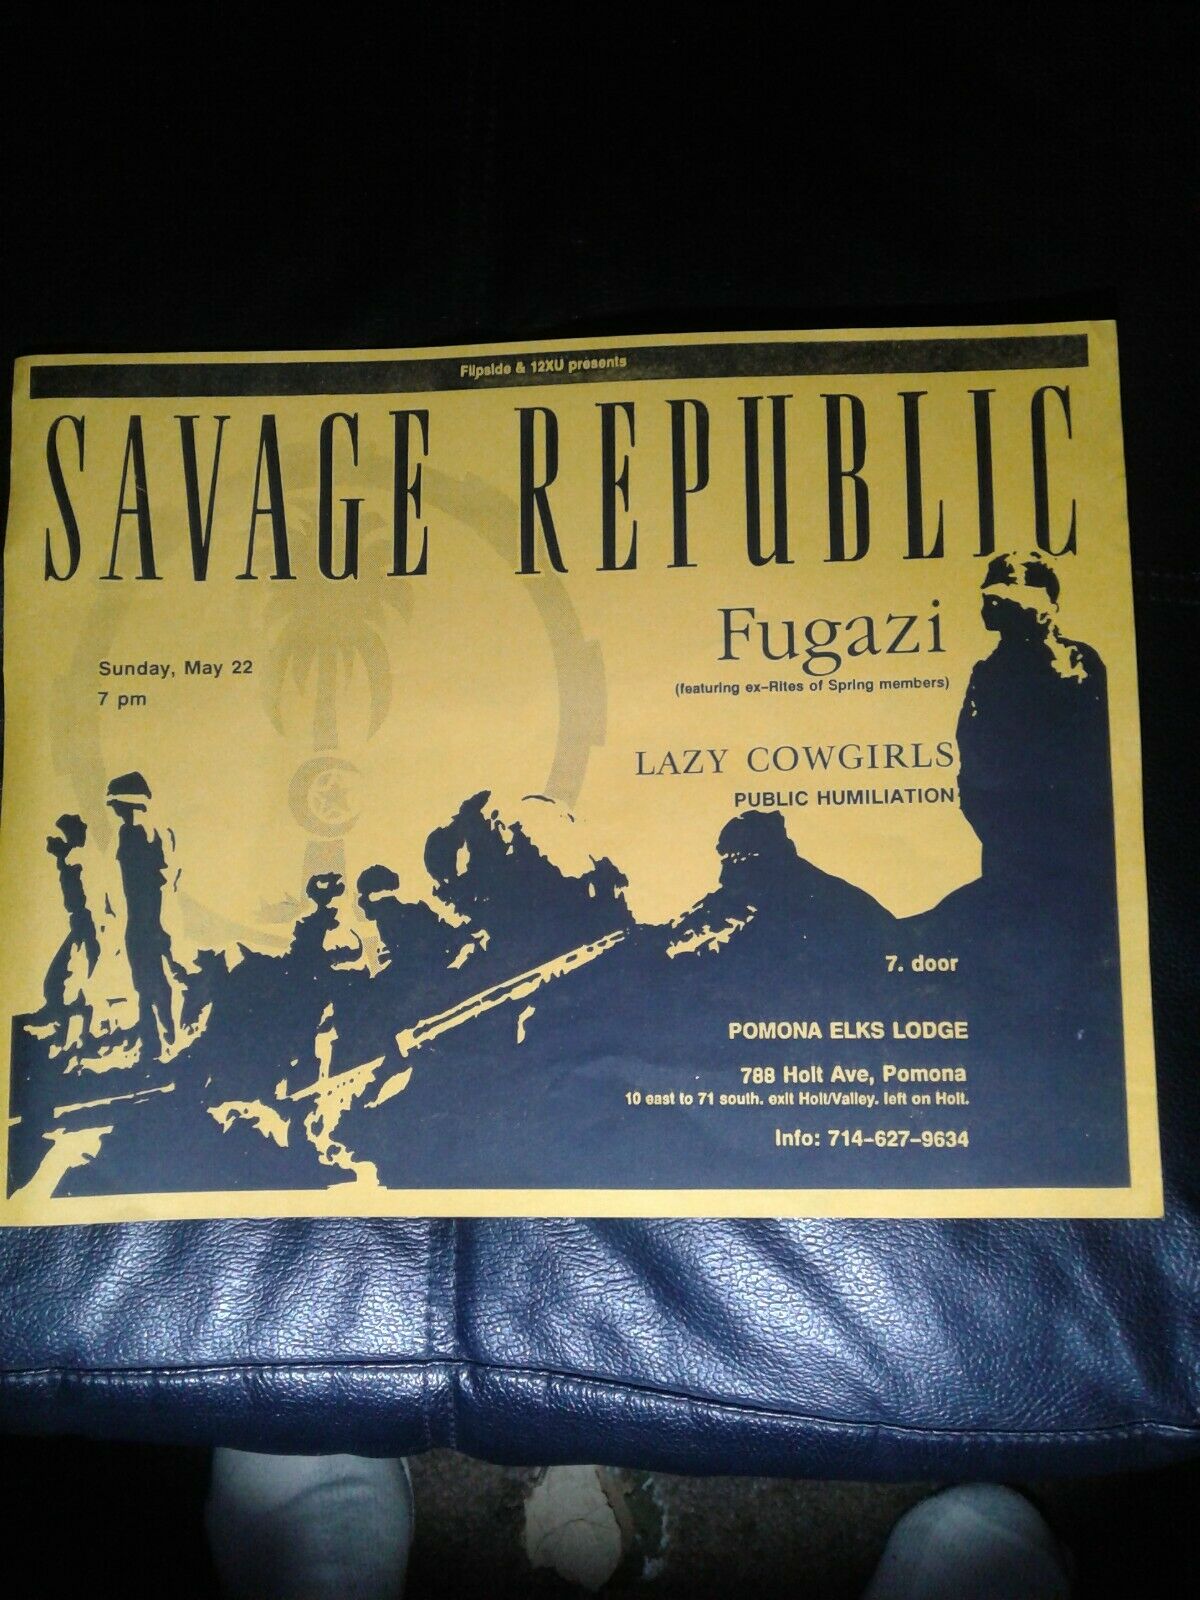 Flipside & 12XU presents
SAVAGE REPUBLIC
Fugazi
(featuring ex-Rites of Spring members)
Sunday, May 22
7 pm
LAZY COWGIRLS
PUBLIC HUMILIATION
7. door
POMONA ELKS LODGE
788 Holt Ave, Pomona
10 east to 71 south. exit Holt/Valley. left on Holt.
Info: 714-627-9634